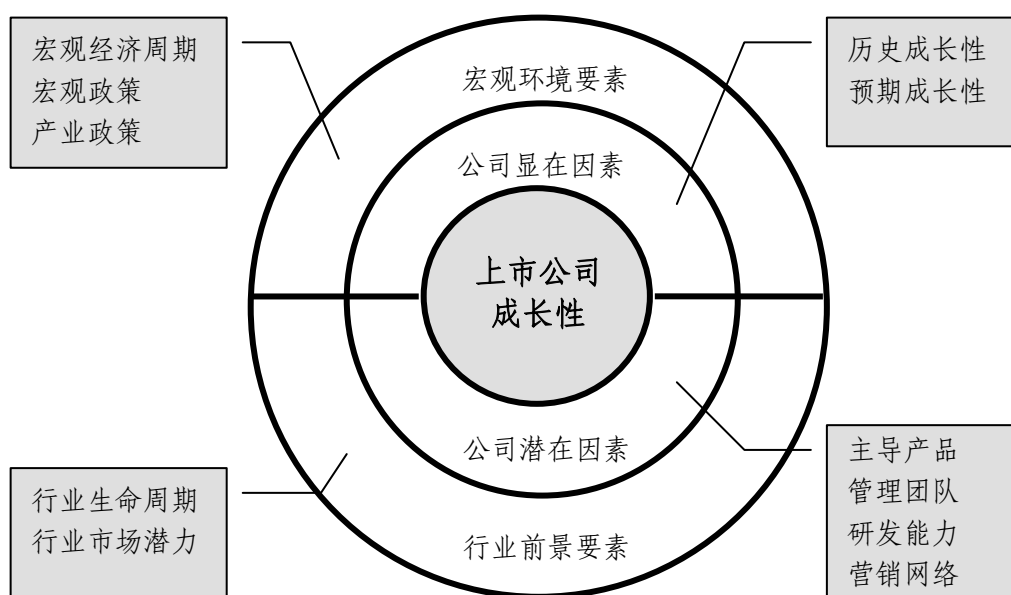 宏观经济周期
宏观政策
产业政策
历史成长性
预期成长性
宏观环境要素
公司显在因素
上市公司
成长性
公司潜在因素
行业前景要素
行业生命周期
行业市场潜力
主导产品
管理团队
研发能力
营销网络